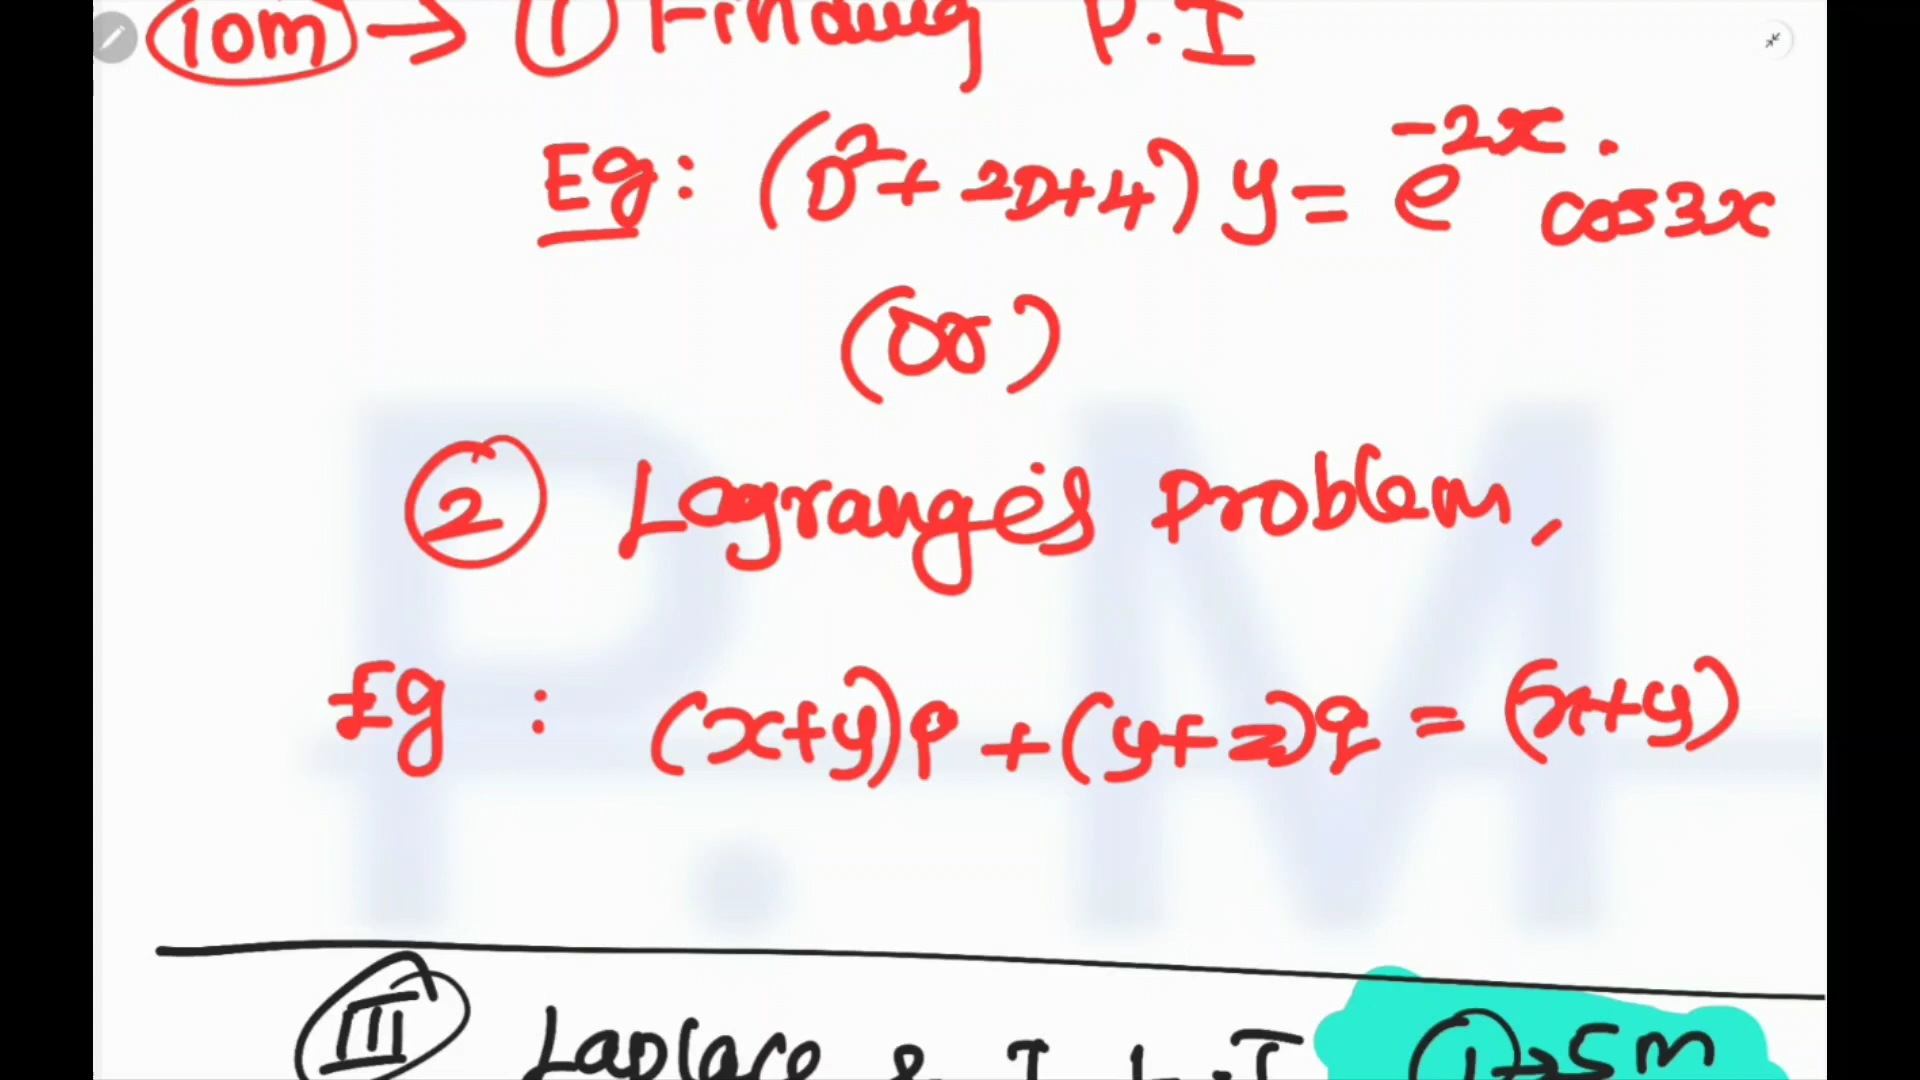 10m → ① Finding P.I
Eg: (D²+ 2D+4) y = e^-2x. cos3x
(or)
② Lagrange's Problem,
Eg : (x+y)p + (y+z)q = (x+y)
III Laplace & I.L.T ① → 5m
P.M